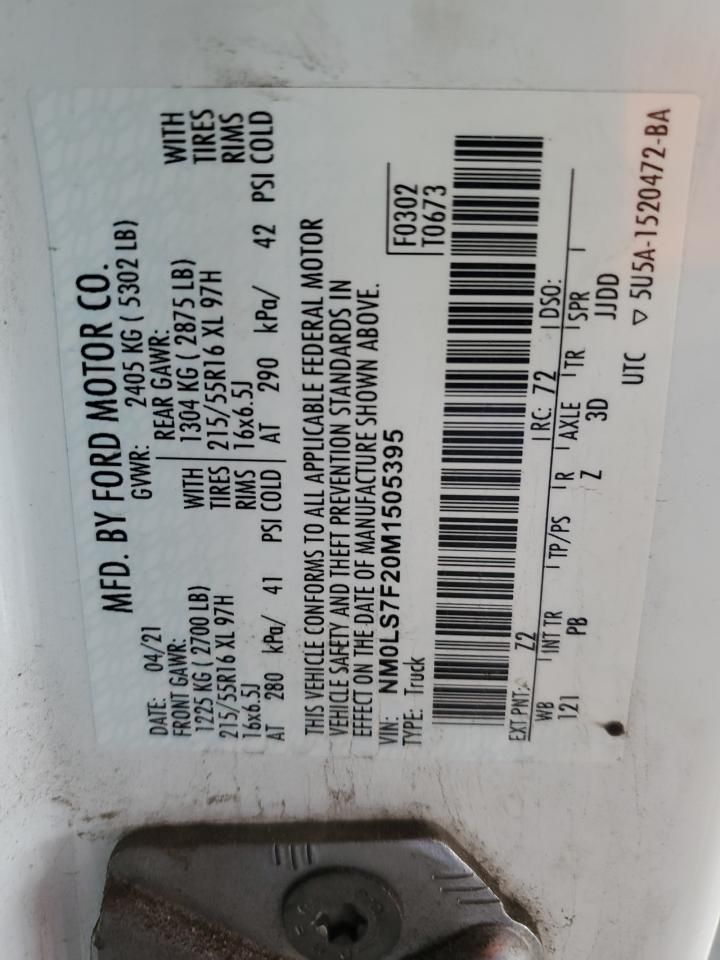 MFD. BY FORD MOTOR CO.
DATE: 04/21 GVWR: 2405 KG ( 5302 LB)
FRONT GAWR: REAR GAWR:
1225 KG ( 2700 LB) WITH 1304 KG ( 2875 LB) WITH
215/55R16 XL 97H TIRES 215/55R16 XL 97H TIRES
16x6.5J RIMS 16x6.5J RIMS
AT 280 kPa/ 41 PSI COLD AT 290 kPa/ 42 PSI COLD
THIS VEHICLE CONFORMS TO ALL APPLICABLE FEDERAL MOTOR
VEHICLE SAFETY AND THEFT PREVENTION STANDARDS IN
EFFECT ON THE DATE OF MANUFACTURE SHOWN ABOVE.
VIN: NM0LS7F20M1505395 F0302
TYPE: Truck T0673
EXT PNT: Z2 RC: 72 DSO:
WB INT TR TP/PS R AXLE TR SPR
121 PB Z 3D JJDD
UTC ▽ 5U5A-1520472-BA